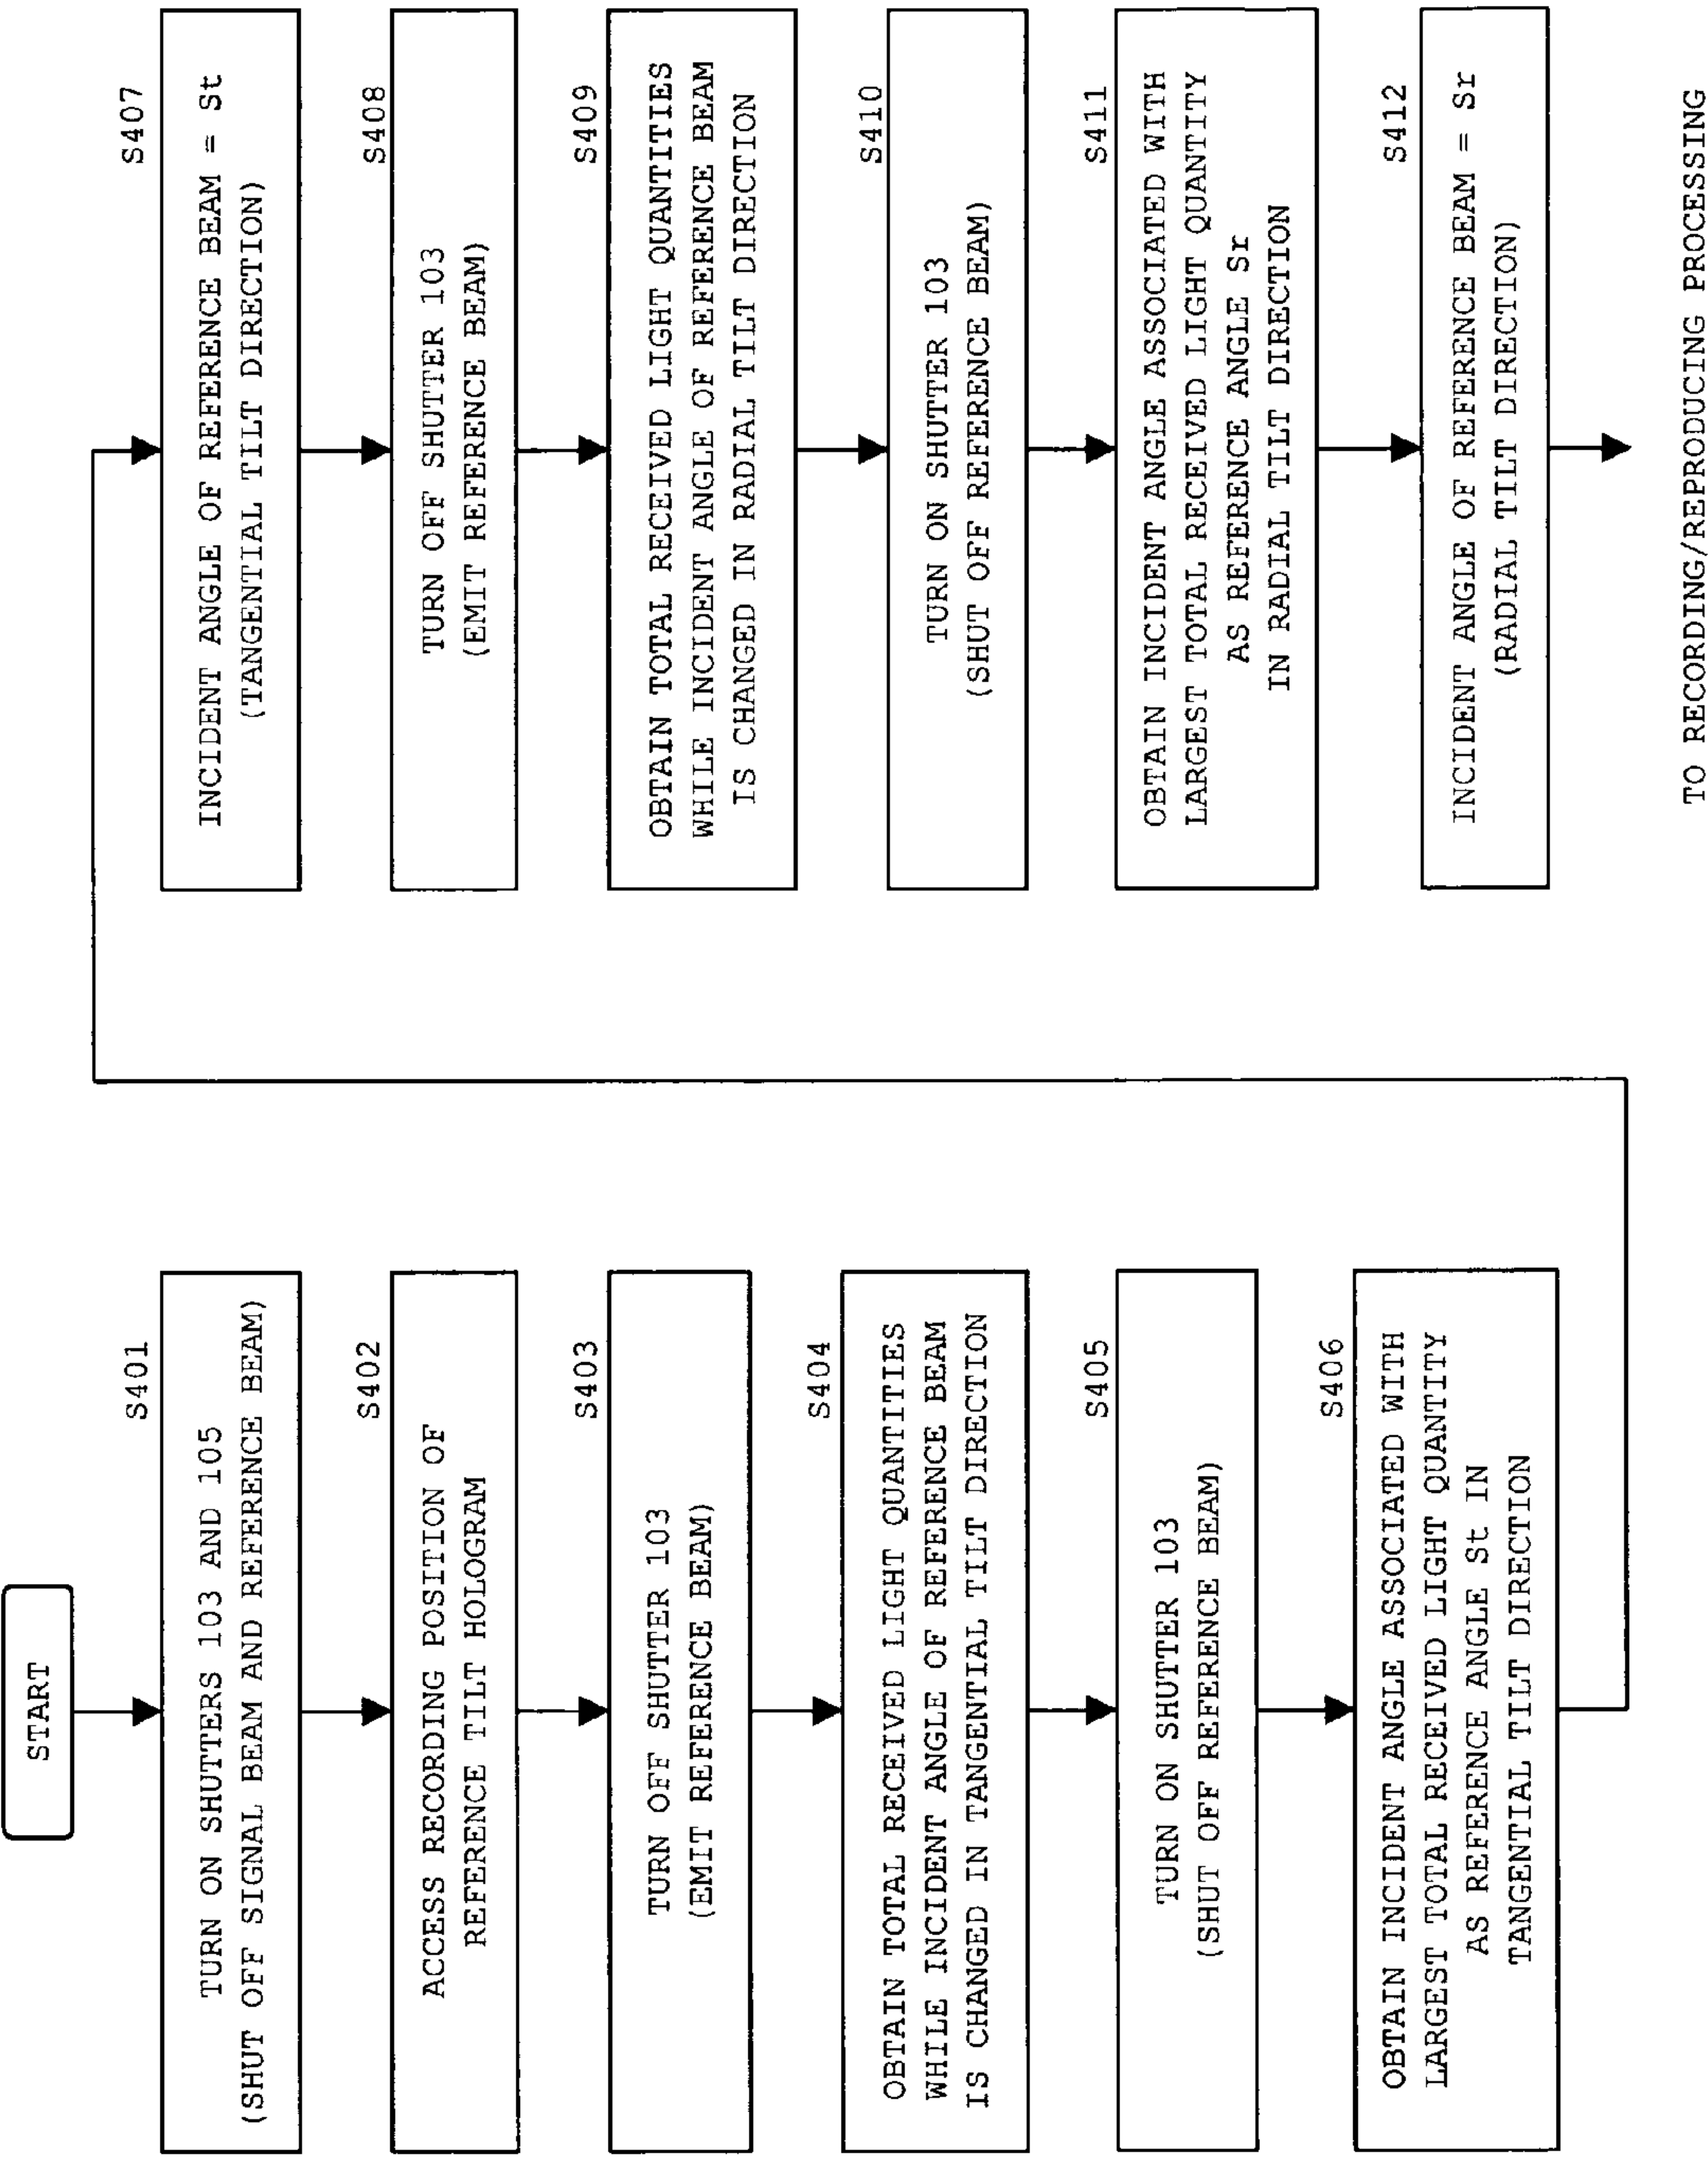 START
S401
TURN ON SHUTTERS 103 AND 105
(SHUT OFF SIGNAL BEAM AND REFERENCE BEAM)
S402
ACCESS RECORDING POSITION OF
REFERENCE TILT HOLOGRAM
S403
TURN OFF SHUTTER 103
(EMIT REFERENCE BEAM)
S404
OBTAIN TOTAL RECEIVED LIGHT QUANTITIES
WHILE INCIDENT ANGLE OF REFERENCE BEAM
IS CHANGED IN TANGENTIAL TILT DIRECTION
S405
TURN ON SHUTTER 103
(SHUT OFF REFERENCE BEAM)
S406
OBTAIN INCIDENT ANGLE ASSOCIATED WITH
LARGEST TOTAL RECEIVED LIGHT QUANTITY
AS REFERENCE ANGLE St IN
TANGENTIAL TILT DIRECTION
S407
INCIDENT ANGLE OF REFERENCE BEAM = St
(TANGENTIAL TILT DIRECTION)
S408
TURN OFF SHUTTER 103
(EMIT REFERENCE BEAM)
S409
OBTAIN TOTAL RECEIVED LIGHT QUANTITIES
WHILE INCIDENT ANGLE OF REFERENCE BEAM
IS CHANGED IN RADIAL TILT DIRECTION
S410
TURN ON SHUTTER 103
(SHUT OFF REFERENCE BEAM)
S411
OBTAIN INCIDENT ANGLE ASSOCIATED WITH
LARGEST TOTAL RECEIVED LIGHT QUANTITY
AS REFERENCE ANGLE Sr
IN RADIAL TILT DIRECTION
S412
INCIDENT ANGLE OF REFERENCE BEAM = Sr
(RADIAL TILT DIRECTION)
TO RECORDING/REPRODUCING PROCESSING